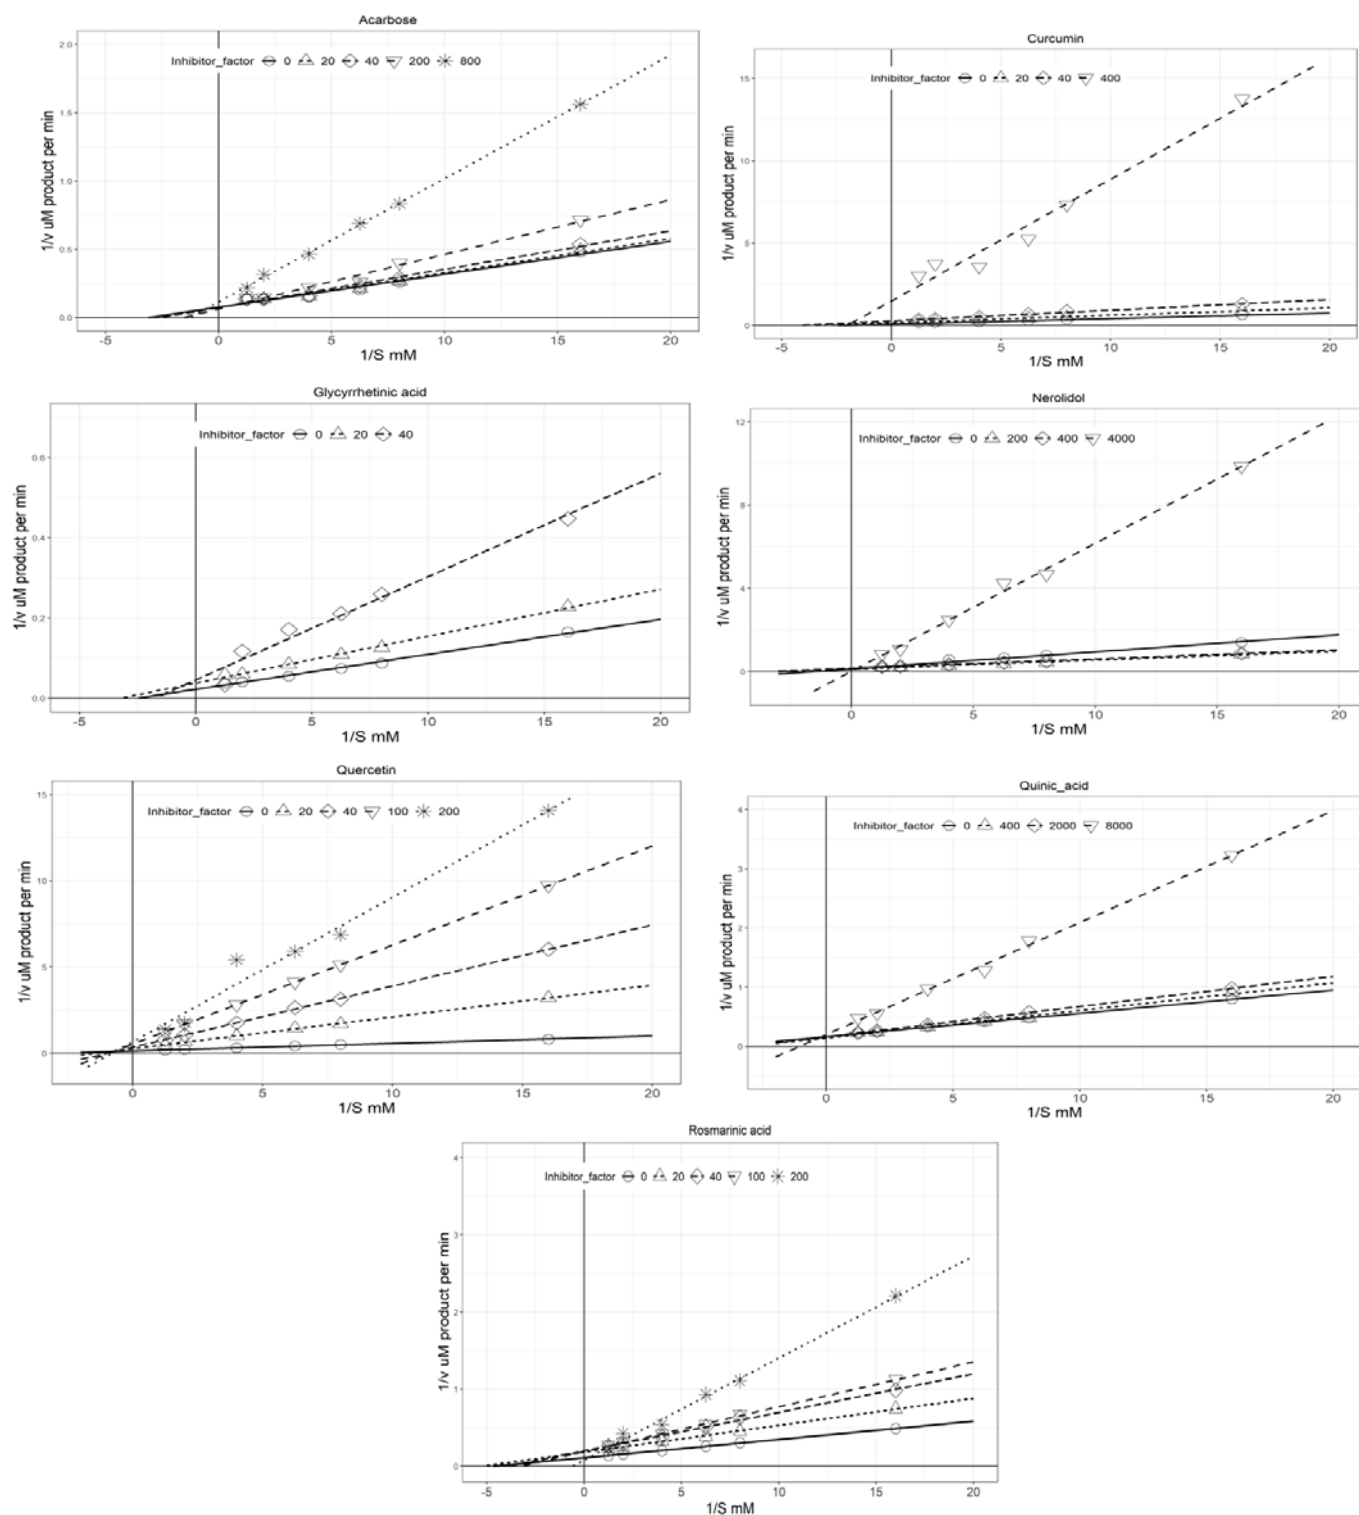 Acarbose
Inhibitor_factor 0 20 40 200 800
2.0
1.5
1.0
0.5
0.0
-5 0 5 10 15 20
1/v uM product per min
1/S mM
Curcumin
Inhibitor_factor 0 20 40 400
15
10
5
0
-5 0 5 10 15 20
1/v uM product per min
1/S mM
Glycyrrhetinic acid
Inhibitor_factor 0 20 40
0.6
0.4
0.2
0.0
-5 0 5 10 15 20
1/v uM product per min
1/S mM
Nerolidol
Inhibitor_factor 0 200 400 4000
12
8
4
0
0 5 10 15 20
1/v uM product per min
1/S mM
Quercetin
Inhibitor_factor 0 20 40 100 200
15
10
5
0
0 5 10 15 20
1/v uM product per min
1/S mM
Quinic_acid
Inhibitor_factor 0 400 2000 8000
4
3
2
1
0
0 5 10 15 20
1/v uM product per min
1/S mM
Rosmarinic acid
Inhibitor_factor 0 20 40 100 200
4
3
2
1
0
-5 0 5 10 15 20
1/v uM product per min
1/S mM